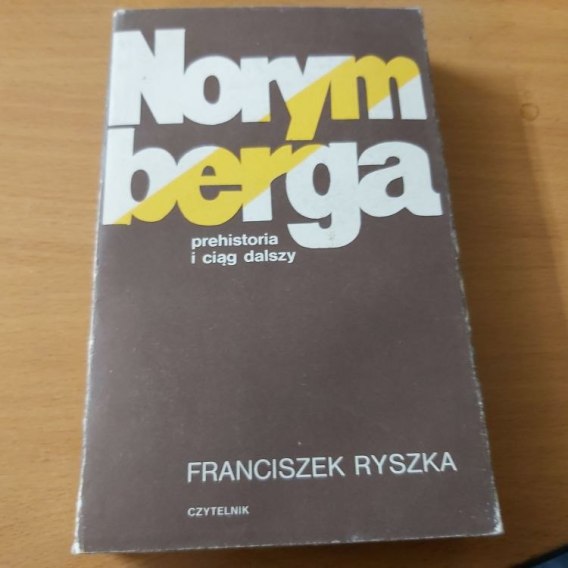 Norym
berga
prehistoria
i ciąg dalszy
FRANCISZEK RYSZKA
CZYTELNIK